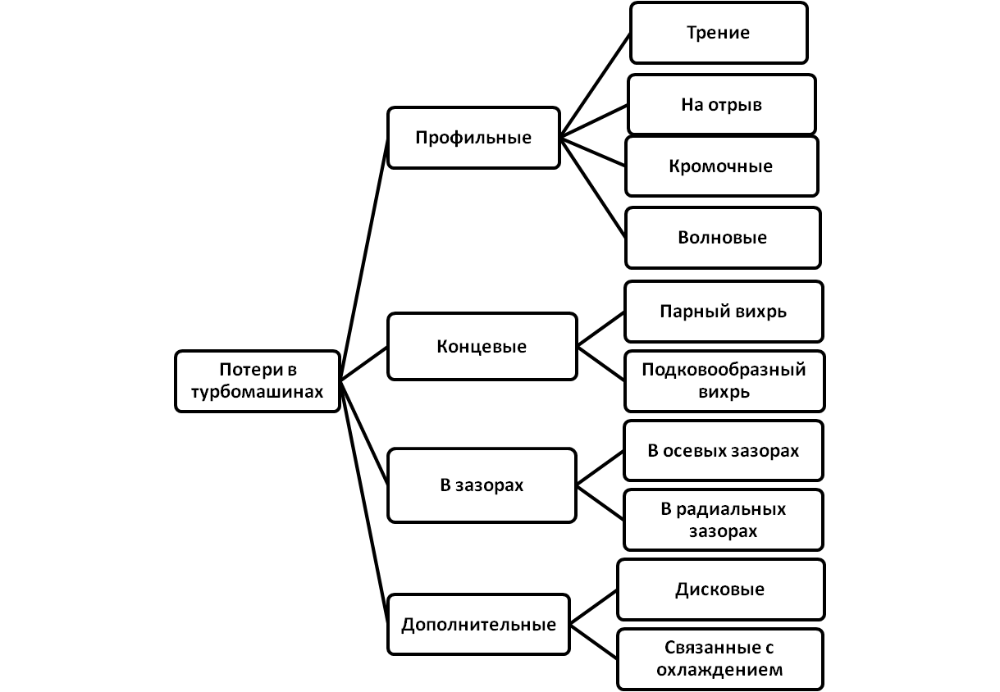 Потери в
турбомашинах
Профильные
Трение
На отрыв
Кромочные
Волновые
Концевые
Парный вихрь
Подковообразный
вихрь
В зазорах
В осевых зазорах
В радиальных
зазорах
Дополнительные
Дисковые
Связанные с
охлаждением